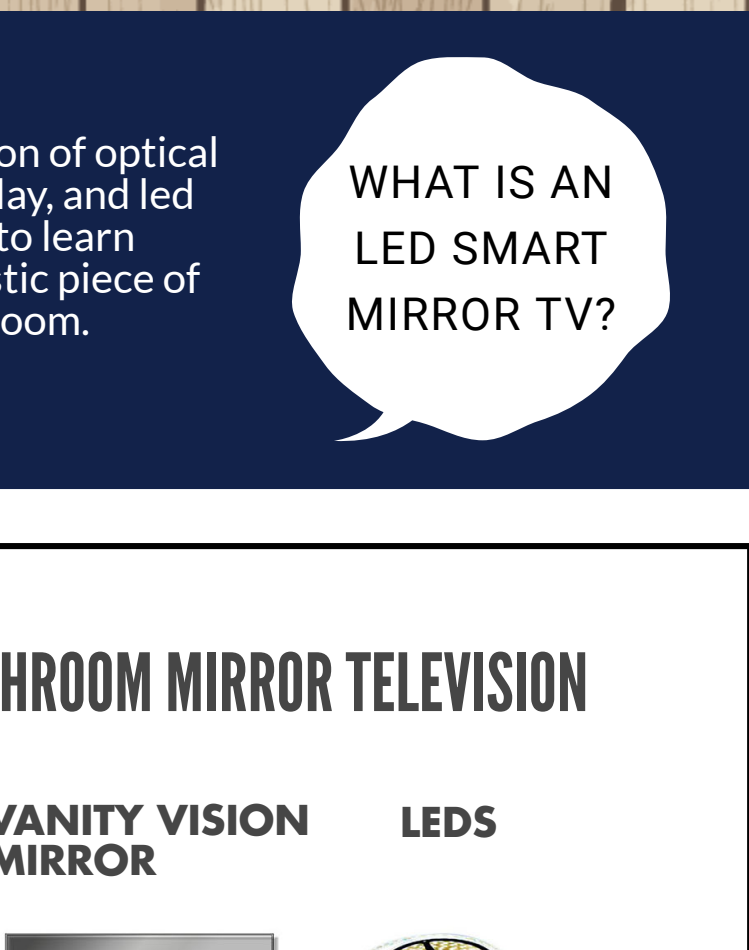 on of optical
lay, and led
to learn
stic piece of
oom.
WHAT IS AN
LED SMART
MIRROR TV?
HROOM MIRROR TELEVISION
VANITY VISION
MIRROR
LEDS